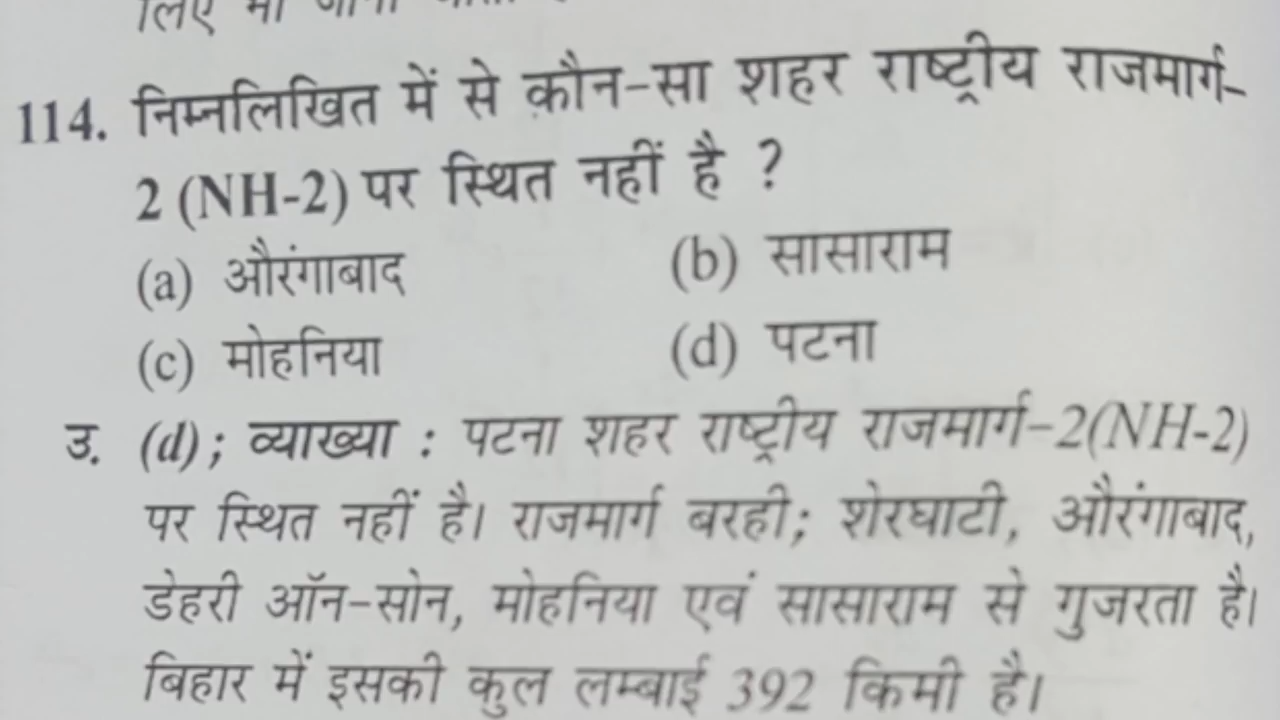 लिए भी जाना
114. निम्नलिखित में से कौन-सा शहर राष्ट्रीय राजमार्ग-
2 (NH-2) पर स्थित नहीं है ?
(a) औरंगाबाद (b) सासाराम
(c) मोहनिया (d) पटना
उ. (d); व्याख्या : पटना शहर राष्ट्रीय राजमार्ग-2(NH-2)
पर स्थित नहीं है। राजमार्ग बरही; शेरघाटी, औरंगाबाद,
डेहरी ऑन-सोन, मोहनिया एवं सासाराम से गुजरता है।
बिहार में इसकी कुल लम्बाई 392 किमी है।